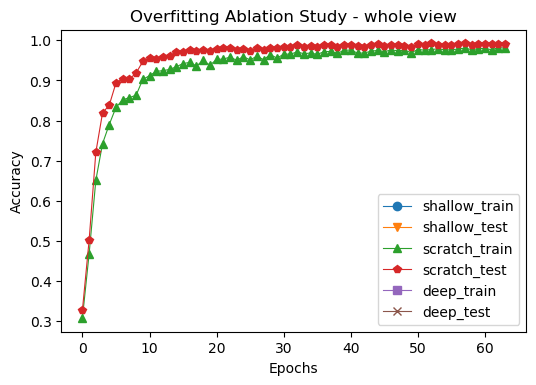 Overfitting Ablation Study - whole view
1.0
0.9
0.8
0.7
0.6
0.5
0.4
0.3
Accuracy
0
10
20
30
40
50
60
Epochs
shallow_train
shallow_test
scratch_train
scratch_test
deep_train
deep_test